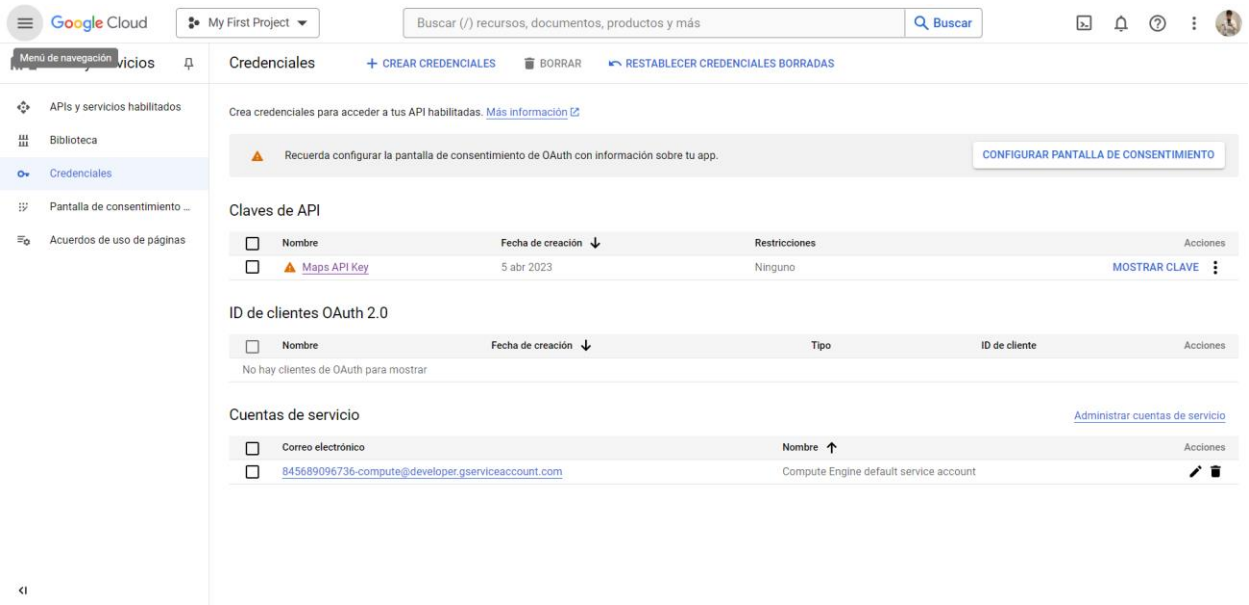 Google Cloud
My First Project
Buscar (/) recursos, documentos, productos y más
Buscar
Menú de navegación
vicios
Credenciales
CREAR CREDENCIALES
BORRAR
RESTABLECER CREDENCIALES BORRADAS
APIs y servicios habilitados
Biblioteca
Credenciales
Pantalla de consentimiento ...
Acuerdos de uso de páginas
Crea credenciales para acceder a tus API habilitadas. Más información
Recuerda configurar la pantalla de consentimiento de OAuth con información sobre tu app.
CONFIGURAR PANTALLA DE CONSENTIMIENTO
Claves de API
Nombre Fecha de creación Restricciones Acciones
Maps API Key 5 abr 2023 Ninguno MOSTRAR CLAVE
ID de clientes OAuth 2.0
Nombre Fecha de creación Tipo ID de cliente Acciones
No hay clientes de OAuth para mostrar
Cuentas de servicio
Administrar cuentas de servicio
Correo electrónico Nombre Acciones
845689096736-compute@developer.gserviceaccount.com Compute Engine default service account